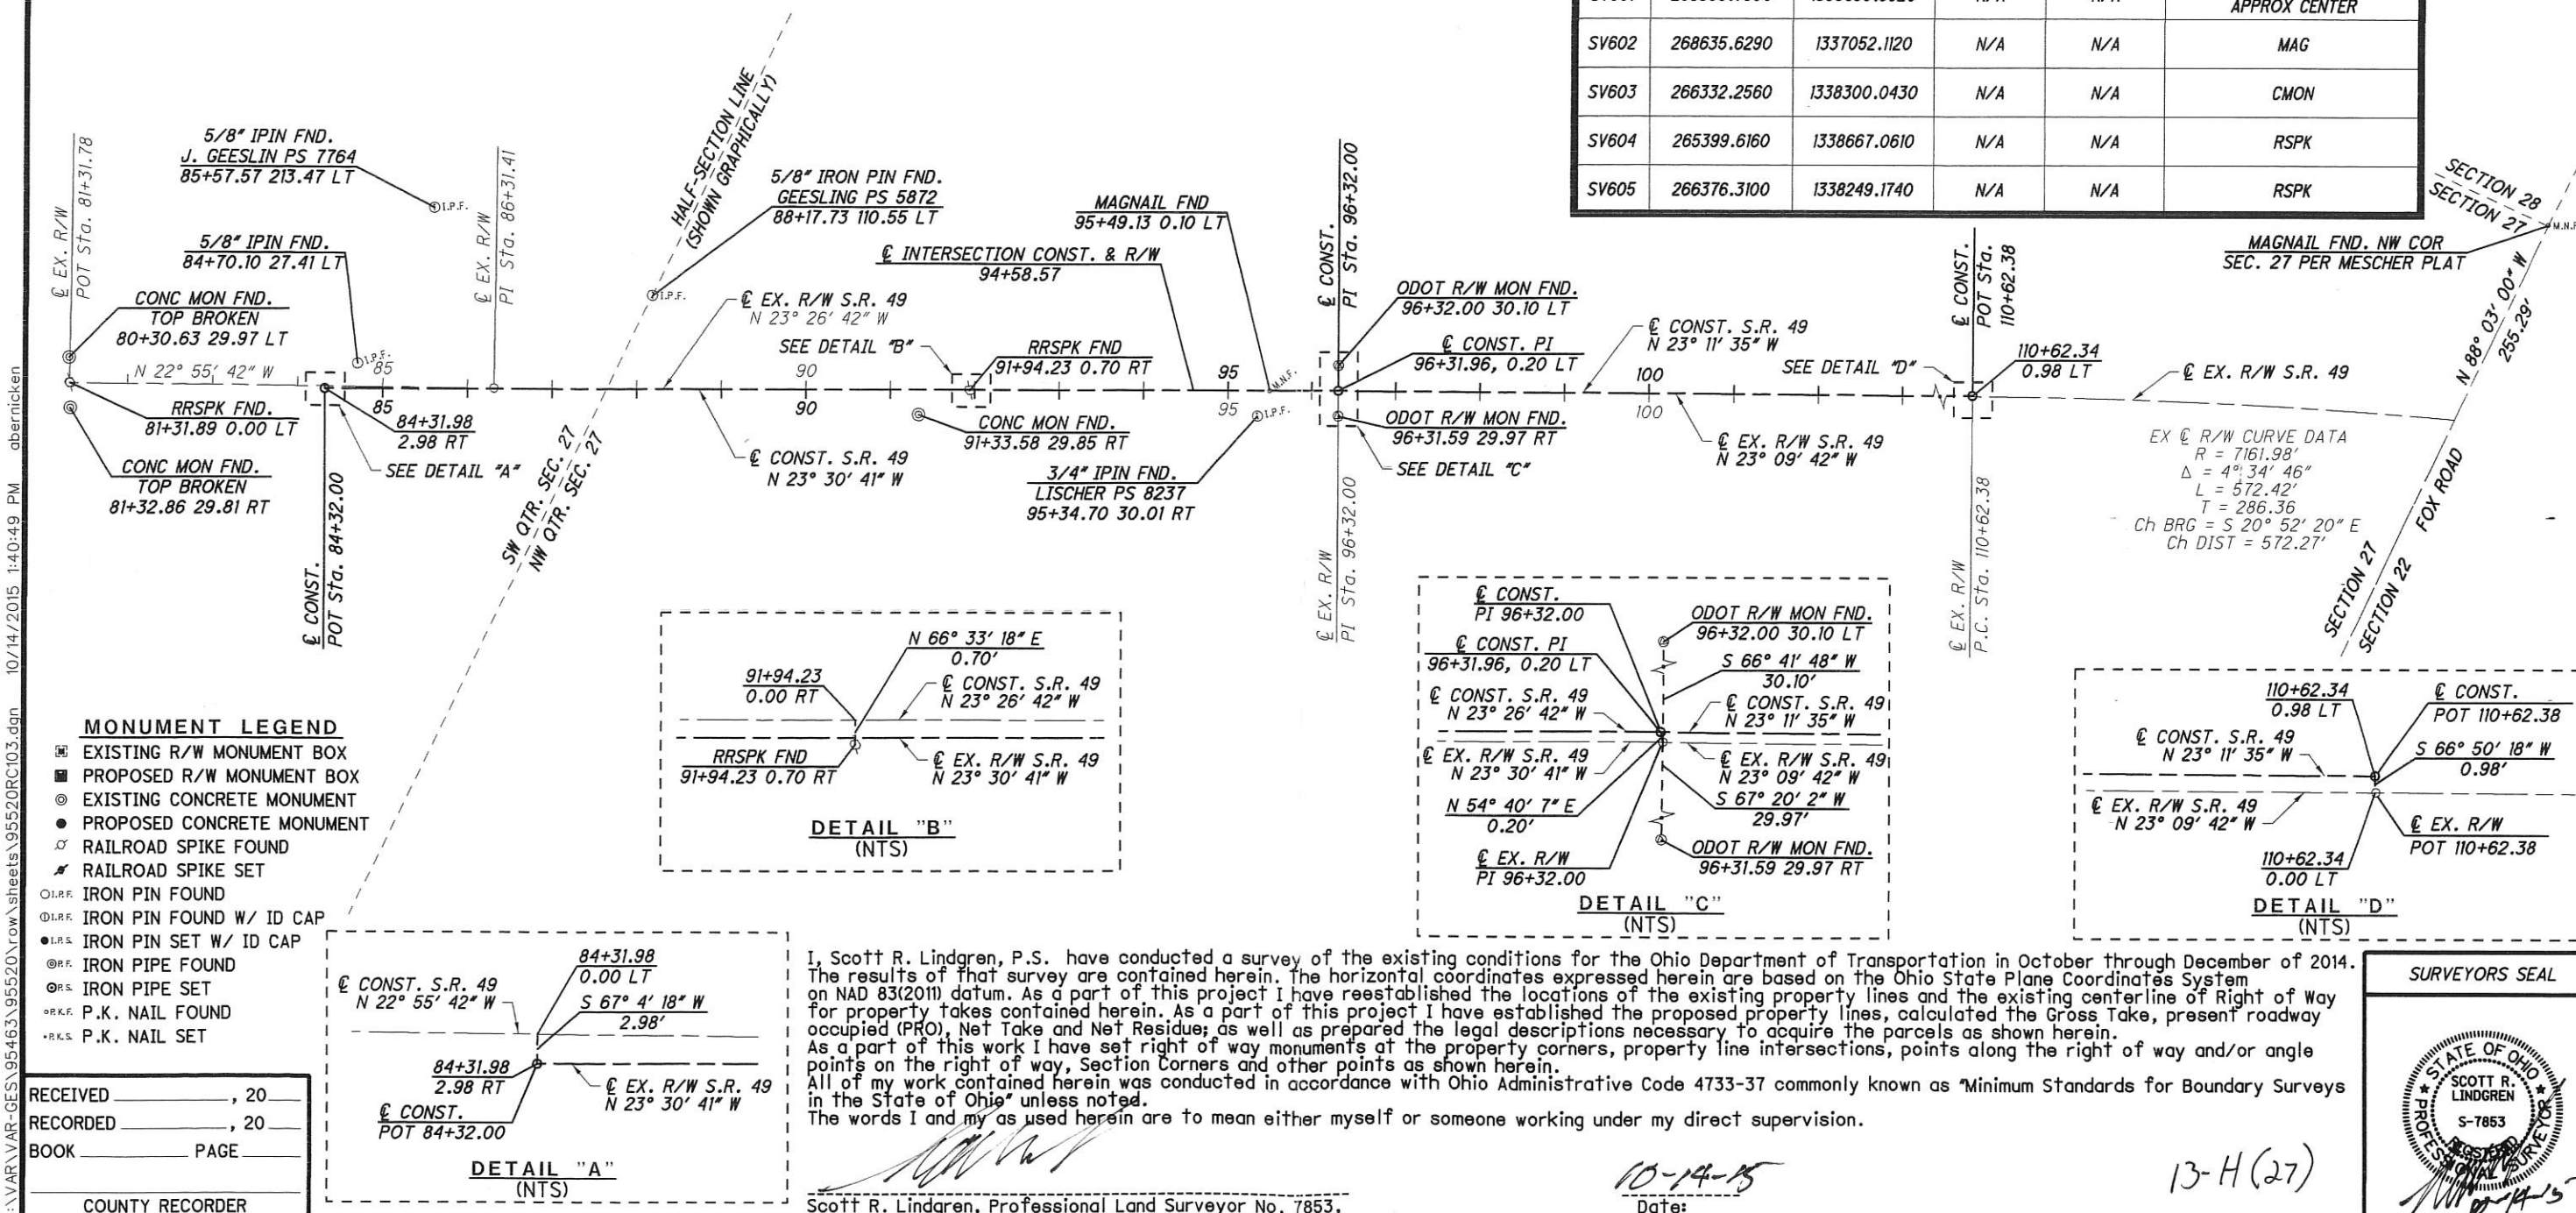 APPROX CENTER
SV602 268635.6290 1337052.1120 N/A N/A MAG
SV603 266332.2560 1338300.0430 N/A N/A CMON
SV604 265399.6160 1338667.0610 N/A N/A RSPK
SV605 266376.3100 1338249.1740 N/A N/A RSPK
℄ EX. R/W
POT Sta. 81+31.78
5/8" IPIN FND.
J. GEESLIN PS 7764
85+57.57 213.47 LT
I.P.F.
5/8" IPIN FND.
84+70.10 27.41 LT
I.P.F.
CONC MON FND.
TOP BROKEN
80+30.63 29.97 LT
N 22° 55' 42" W
RRSPK FND.
81+31.89 0.00 LT
CONC MON FND.
TOP BROKEN
81+32.86 29.81 RT
85
85
84+31.98
2.98 RT
SEE DETAIL "A"
℄ CONST.
POT Sta. 84+32.00
℄ EX. R/W
PI Sta. 86+31.41
HALF-SECTION LINE
(SHOWN GRAPHICALLY)
SW QTR. SEC. 27
NW QTR. SEC. 27
5/8" IRON PIN FND.
GEESLING PS 5872
88+17.73 110.55 LT
I.P.F.
℄ EX. R/W S.R. 49
N 23° 26' 42" W
SEE DETAIL "B"
90
90
℄ CONST. S.R. 49
N 23° 30' 41" W
MAGNAIL FND
95+49.13 0.10 LT
℄ INTERSECTION CONST. & R/W
94+58.57
RRSPK FND
91+94.23 0.70 RT
CONC MON FND.
91+33.58 29.85 RT
95
95
M.N.F.
I.P.F.
3/4" IPIN FND.
LISCHER PS 8237
95+34.70 30.01 RT
℄ CONST.
PI Sta. 96+32.00
ODOT R/W MON FND.
96+32.00 30.10 LT
℄ CONST. PI
96+31.96, 0.20 LT
ODOT R/W MON FND.
96+31.59 29.97 RT
SEE DETAIL "C"
℄ EX. R/W
PI Sta. 96+32.00
℄ CONST. S.R. 49
N 23° 11' 35" W
100
100
℄ EX. R/W S.R. 49
N 23° 09' 42" W
SEE DETAIL "D"
℄ CONST.
POT Sta.
110+62.38
110+62.34
0.98 LT
℄ EX. R/W
P.C. Sta. 110+62.38
℄ EX. R/W S.R. 49
SECTION 28
SECTION 27
M.N.F.
MAGNAIL FND. NW COR
SEC. 27 PER MESCHER PLAT
N 88° 03' 00" W
255.29'
EX ℄ R/W CURVE DATA
R = 7161.98'
Δ = 4° 34' 46"
L = 572.42'
T = 286.36
Ch BRG = S 20° 52' 20" E
Ch DIST = 572.27'
FOX ROAD
SECTION 27
SECTION 22
MONUMENT LEGEND
EXISTING R/W MONUMENT BOX
PROPOSED R/W MONUMENT BOX
EXISTING CONCRETE MONUMENT
PROPOSED CONCRETE MONUMENT
RAILROAD SPIKE FOUND
RAILROAD SPIKE SET
I.P.F. IRON PIN FOUND
I.P.F. IRON PIN FOUND W/ ID CAP
I.P.S. IRON PIN SET W/ ID CAP
P.F. IRON PIPE FOUND
P.S. IRON PIPE SET
P.K.F. P.K. NAIL FOUND
P.K.S. P.K. NAIL SET
91+94.23
0.00 RT
N 66° 33' 18" E
0.70'
℄ CONST. S.R. 49
N 23° 26' 42" W
RRSPK FND
91+94.23 0.70 RT
℄ EX. R/W S.R. 49
N 23° 30' 41" W
DETAIL "B"
(NTS)
℄ CONST.
PI 96+32.00
℄ CONST. PI
96+31.96, 0.20 LT
℄ CONST. S.R. 49
N 23° 26' 42" W
℄ EX. R/W S.R. 49
N 23° 30' 41" W
N 54° 40' 7" E
0.20'
℄ EX. R/W
PI 96+32.00
ODOT R/W MON FND.
96+32.00 30.10 LT
S 66° 41' 48" W
30.10'
℄ CONST. S.R. 49
N 23° 11' 35" W
℄ EX. R/W S.R. 49
N 23° 09' 42" W
S 67° 20' 2" W
29.97'
ODOT R/W MON FND.
96+31.59 29.97 RT
DETAIL "C"
(NTS)
110+62.34
0.98 LT
℄ CONST.
POT 110+62.38
℄ CONST. S.R. 49
N 23° 11' 35" W
S 66° 50' 18" W
0.98'
℄ EX. R/W S.R. 49
N 23° 09' 42" W
℄ EX. R/W
POT 110+62.38
110+62.34
0.00 LT
DETAIL "D"
(NTS)
℄ CONST. S.R. 49
N 22° 55' 42" W
84+31.98
0.00 LT
S 67° 4' 18" W
2.98'
84+31.98
2.98 RT
℄ CONST.
POT 84+32.00
℄ EX. R/W S.R. 49
N 23° 30' 41" W
DETAIL "A"
(NTS)
I, Scott R. Lindgren, P.S. have conducted a survey of the existing conditions for the Ohio Department of Transportation in October through December of 2014.
The results of that survey are contained herein. The horizontal coordinates expressed herein are based on the Ohio State Plane Coordinates System
on NAD 83(2011) datum. As a part of this project I have reestablished the locations of the existing property lines and the existing centerline of Right of Way
for property takes contained herein. As a part of this project I have established the proposed property lines, calculated the Gross Take, present roadway
occupied (PRO), Net Take and Net Residue; as well as prepared the legal descriptions necessary to acquire the parcels as shown herein.
As a part of this work I have set right of way monuments at the property corners, property line intersections, points along the right of way and/or angle
points on the right of way, Section Corners and other points as shown herein.
All of my work contained herein was conducted in accordance with Ohio Administrative Code 4733-37 commonly known as "Minimum Standards for Boundary Surveys
in the State of Ohio" unless noted.
The words I and my as used herein are to mean either myself or someone working under my direct supervision.
Scott R. Lindgren, Professional Land Surveyor No. 7853,
10-14-15
Date:
13-H (27)
SURVEYORS SEAL
STATE OF OHIO
SCOTT R.
LINDGREN
S-7853
REGISTERED
PROFESSIONAL SURVEYOR
RECEIVED , 20
RECORDED , 20
BOOK PAGE
COUNTY RECORDER
:\VAR\VAR-GES\95463\95520\row\sheets\95520RC103.dgn 10/14/2015 1:40:49 PM abernicken